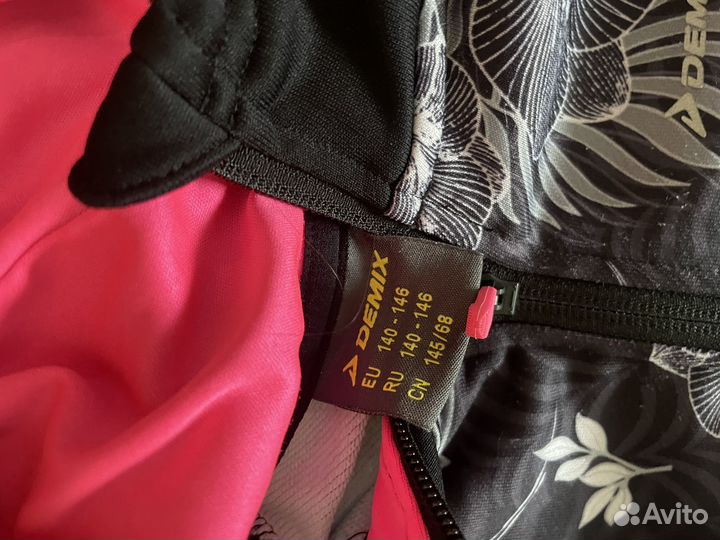 DEMIX
EU 140 - 146
RU 140 - 146
CN 145/68
DEMIX
Avito